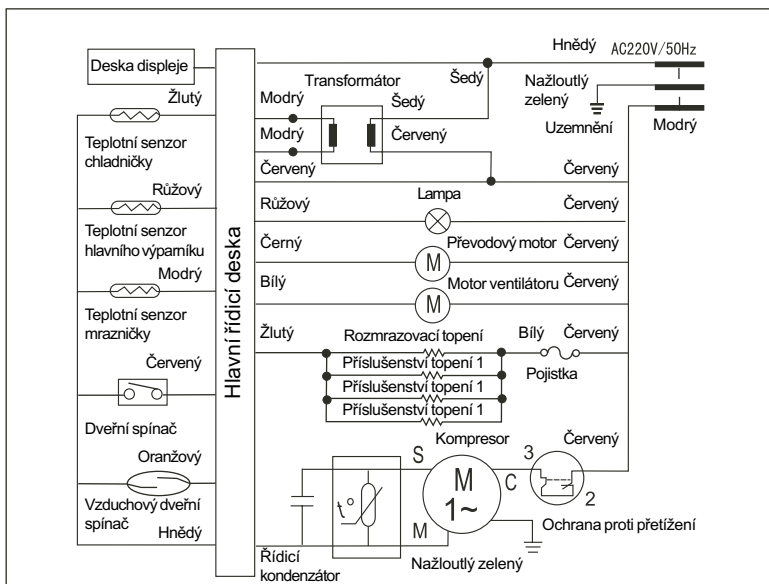 Deska displeje
Žlutý
Teplotní senzor
chladničky
Růžový
Teplotní senzor
hlavního výparníku
Modrý
Teplotní senzor
mrazničky
Červený
Dveřní spínač
Oranžový
Vzduchový dveřní
spínač
Hnědý
Hlavní řídicí deska
Hnědý
AC220V/50Hz
Nažloutlý
zelený
Uzemnění
Modrý
Transformátor
Šedý
Modrý
Šedý
Modrý
Červený
Červený
Červený
Růžový
Lampa
Červený
Černý
Převodový motor
Červený
M
Bílý
Motor ventilátoru
Červený
M
Žlutý
Rozmrazovací topení
Bílý
Červený
Příslušenství topení 1
Pojistka
Příslušenství topení 1
Příslušenství topení 1
Kompresor
Červený
S
3
M
1~
C
2
t°
M
Ochrana proti přetížení
Řídicí
kondenzátor
Nažloutlý zelený